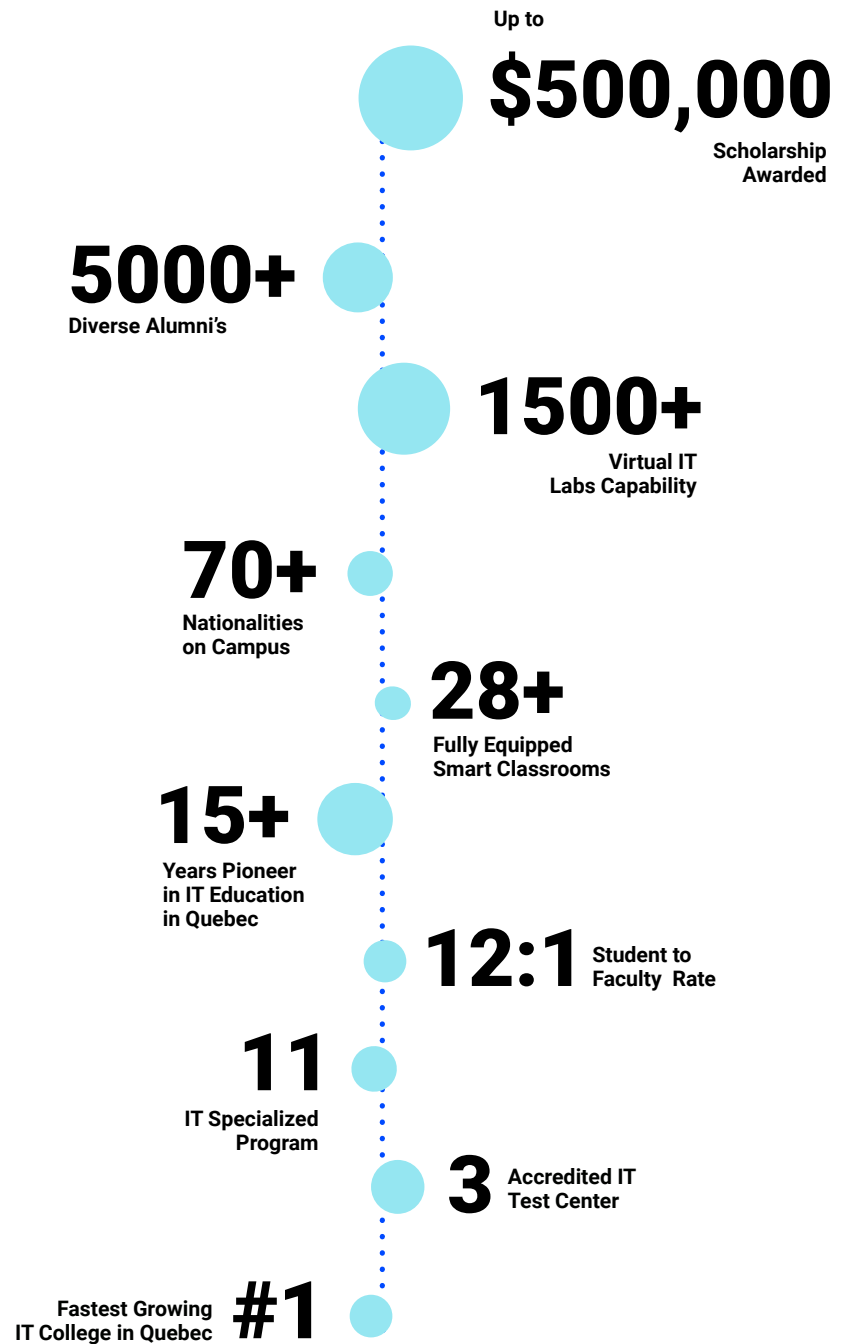 Up to
$500,000
Scholarship
Awarded
5000+
Diverse Alumni’s
1500+
Virtual IT
Labs Capability
70+
Nationalities
on Campus
28+
Fully Equipped
Smart Classrooms
15+
Years Pioneer
in IT Education
in Quebec
12:1
Student to
Faculty Rate
11
IT Specialized
Program
3
Accredited IT
Test Center
Fastest Growing
IT College in Quebec
#1